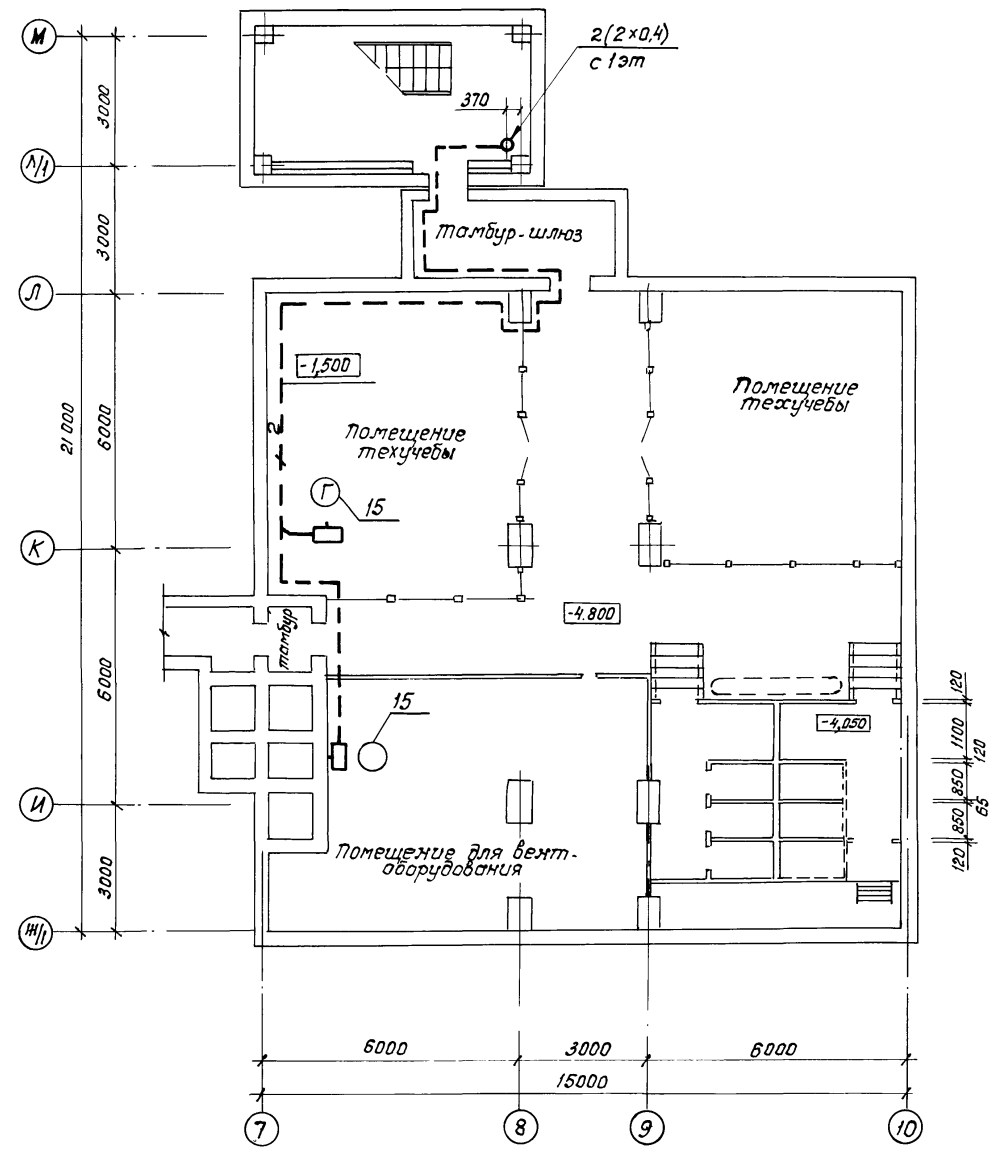 М
2(2×0,4)
с 1 эт
370
3000
Л/1
3000
Тамбур-шлюз
Л
-1,500
Помещение
техучебы
Помещение
техучебы
21000
6000
2
Г
15
К
-4.800
тамбур
6000
15
-4,050
120
1100
120
850
65
850
120
И
Помещение для вент-
оборудования
3000
Ж/1
6000
3000
6000
15000
7
8
9
10